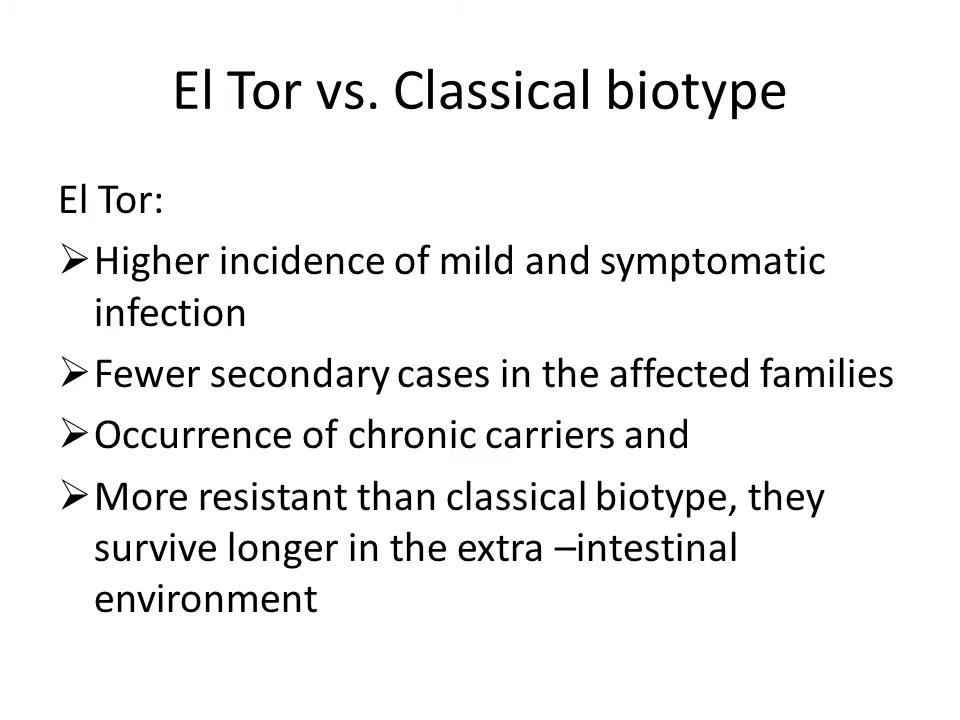 El Tor vs. Classical biotype
El Tor:
➢Higher incidence of mild and symptomatic
infection
➢Fewer secondary cases in the affected families
➢Occurrence of chronic carriers and
➢More resistant than classical biotype, they
survive longer in the extra –intestinal
environment